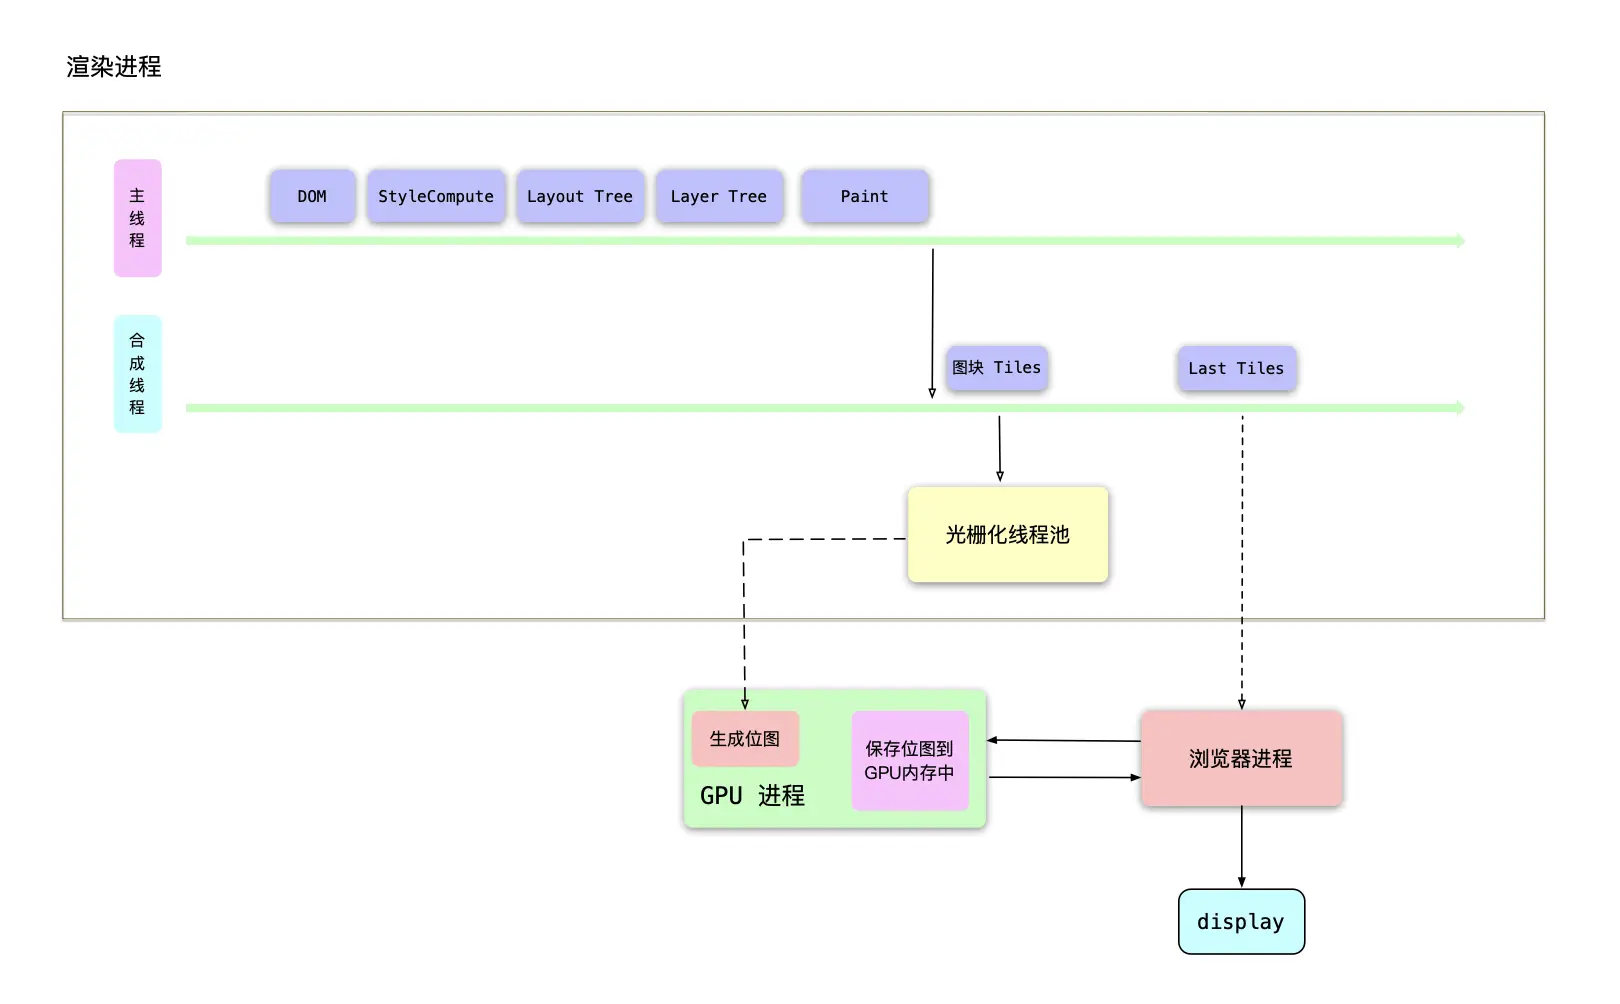 渲染进程
主
线
程
DOM
StyleCompute
Layout Tree
Layer Tree
Paint
合
成
线
程
图块 Tiles
Last Tiles
光栅化线程池
生成位图
GPU 进程
保存位图到
GPU内存中
浏览器进程
display